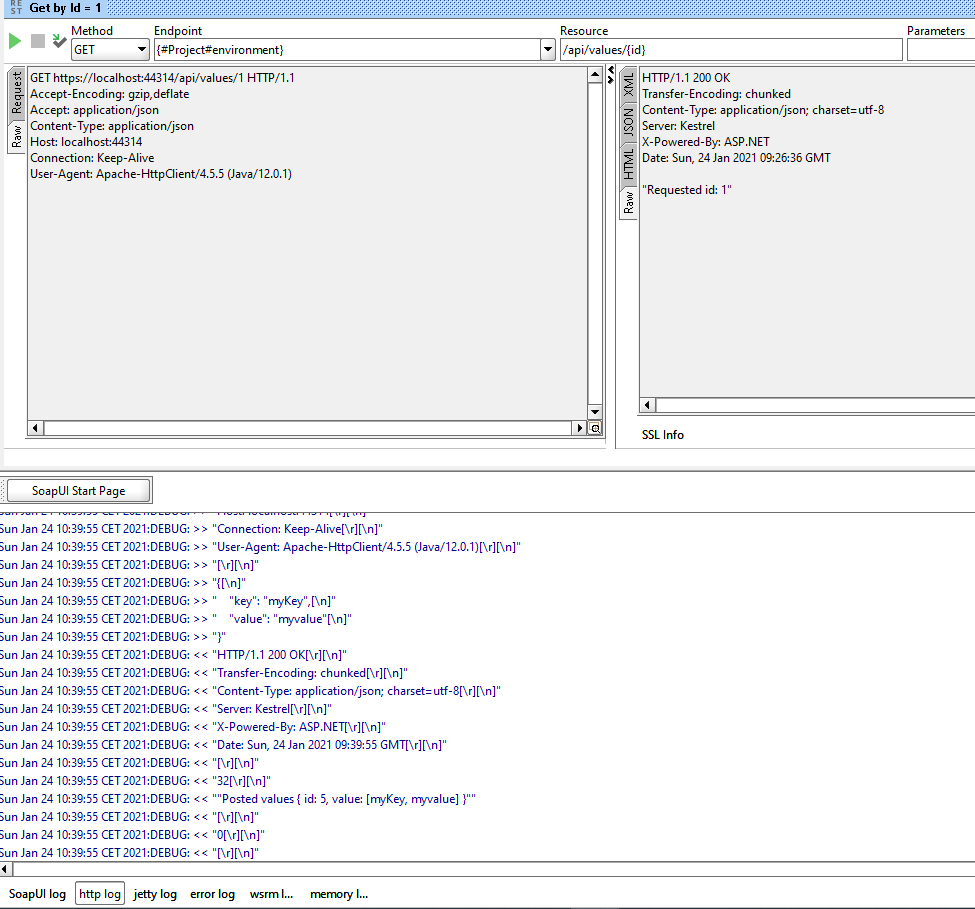 RE
ST
Get by Id = 1
Method
Endpoint
Resource
Parameters
GET
{#Project#environment}
/api/values/{id}
Request
Raw
GET https://localhost:44314/api/values/1 HTTP/1.1
Accept-Encoding: gzip,deflate
Accept: application/json
Content-Type: application/json
Host: localhost:44314
Connection: Keep-Alive
User-Agent: Apache-HttpClient/4.5.5 (Java/12.0.1)
XML
JSON
HTML
Raw
HTTP/1.1 200 OK
Transfer-Encoding: chunked
Content-Type: application/json; charset=utf-8
Server: Kestrel
X-Powered-By: ASP.NET
Date: Sun, 24 Jan 2021 09:26:36 GMT
"Requested id: 1"
SSL Info
SoapUI Start Page
Sun Jan 24 10:39:55 CET 2021:DEBUG: >> "Connection: Keep-Alive[\r][\n]"
Sun Jan 24 10:39:55 CET 2021:DEBUG: >> "User-Agent: Apache-HttpClient/4.5.5 (Java/12.0.1)[\r][\n]"
Sun Jan 24 10:39:55 CET 2021:DEBUG: >> "[\r][\n]"
Sun Jan 24 10:39:55 CET 2021:DEBUG: >> "{[\n]"
Sun Jan 24 10:39:55 CET 2021:DEBUG: >> "    "key": "myKey",[\n]"
Sun Jan 24 10:39:55 CET 2021:DEBUG: >> "    "value": "myvalue"[\n]"
Sun Jan 24 10:39:55 CET 2021:DEBUG: >> "}"
Sun Jan 24 10:39:55 CET 2021:DEBUG: << "HTTP/1.1 200 OK[\r][\n]"
Sun Jan 24 10:39:55 CET 2021:DEBUG: << "Transfer-Encoding: chunked[\r][\n]"
Sun Jan 24 10:39:55 CET 2021:DEBUG: << "Content-Type: application/json; charset=utf-8[\r][\n]"
Sun Jan 24 10:39:55 CET 2021:DEBUG: << "Server: Kestrel[\r][\n]"
Sun Jan 24 10:39:55 CET 2021:DEBUG: << "X-Powered-By: ASP.NET[\r][\n]"
Sun Jan 24 10:39:55 CET 2021:DEBUG: << "Date: Sun, 24 Jan 2021 09:39:55 GMT[\r][\n]"
Sun Jan 24 10:39:55 CET 2021:DEBUG: << "[\r][\n]"
Sun Jan 24 10:39:55 CET 2021:DEBUG: << "32[\r][\n]"
Sun Jan 24 10:39:55 CET 2021:DEBUG: << ""Posted values { id: 5, value: [myKey, myvalue] }""
Sun Jan 24 10:39:55 CET 2021:DEBUG: << "[\r][\n]"
Sun Jan 24 10:39:55 CET 2021:DEBUG: << "0[\r][\n]"
Sun Jan 24 10:39:55 CET 2021:DEBUG: << "[\r][\n]"
SoapUI log
http log
jetty log
error log
wsrm l...
memory l...